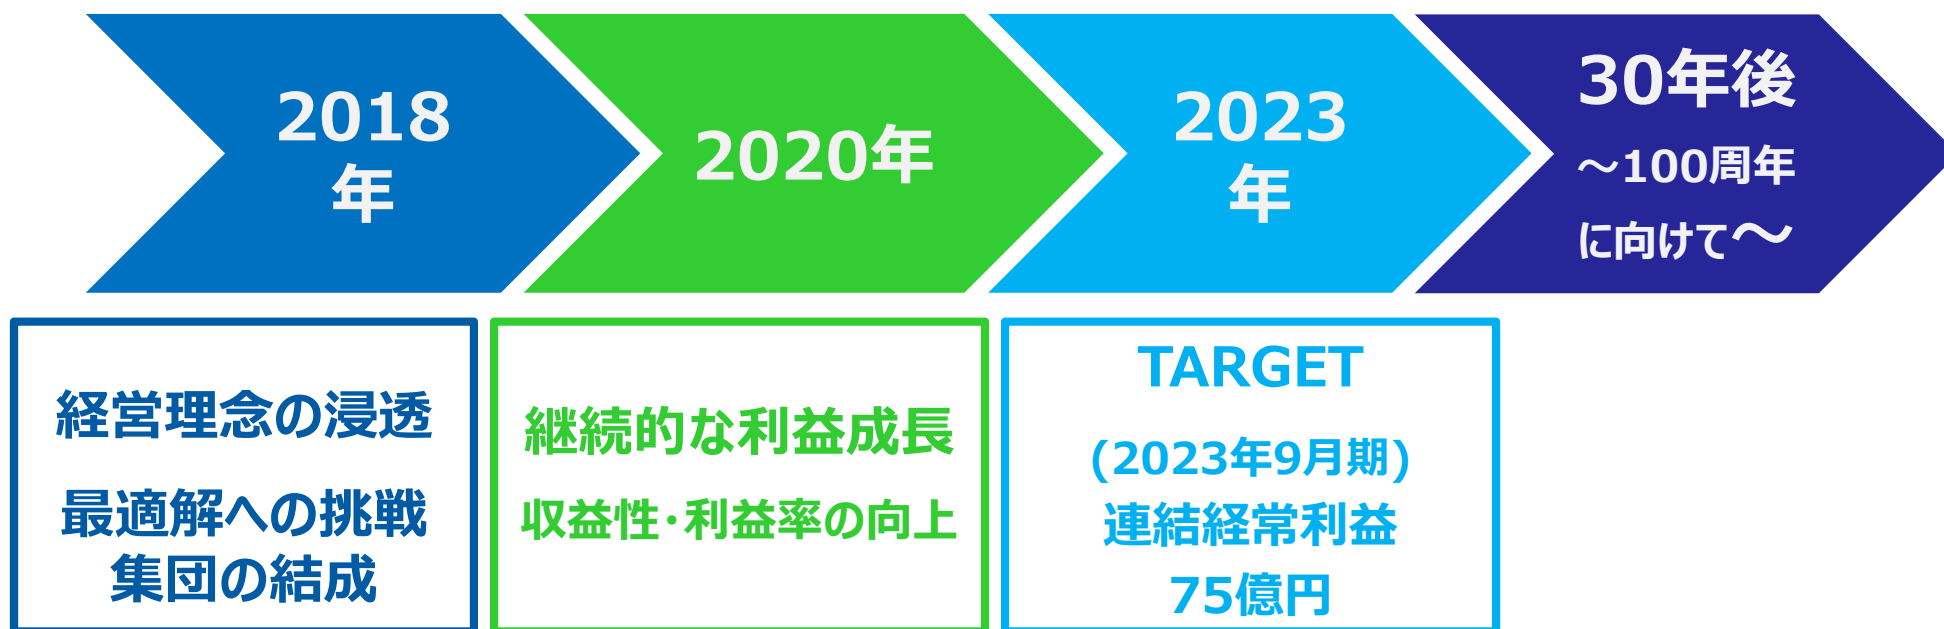 2018
年
2020年
2023
年
30年後
～100周年
に向けて～
経営理念の浸透
最適解への挑戦
集団の結成
継続的な利益成長
収益性･利益率の向上
TARGET
(2023年9月期)
連結経常利益
75億円